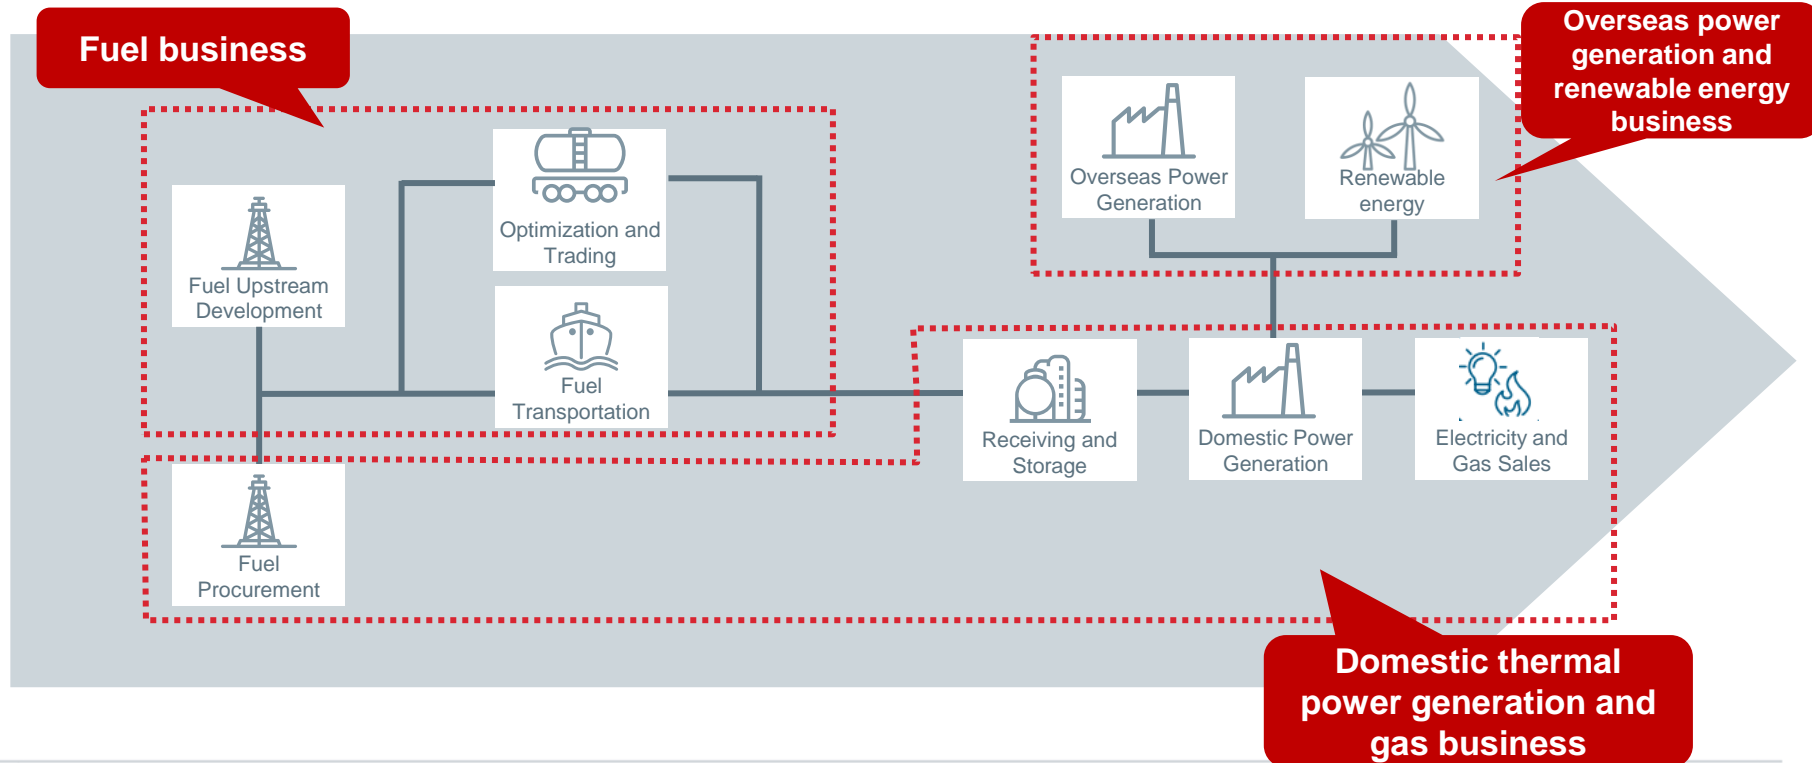 Fuel business
Overseas power
generation and
renewable energy
business
Optimization and
Trading
Fuel Upstream
Development
Fuel
Transportation
Fuel
Procurement
Overseas Power
Generation
Renewable
energy
Receiving and
Storage
Domestic Power
Generation
Electricity and
Gas Sales
Domestic thermal
power generation and
gas business